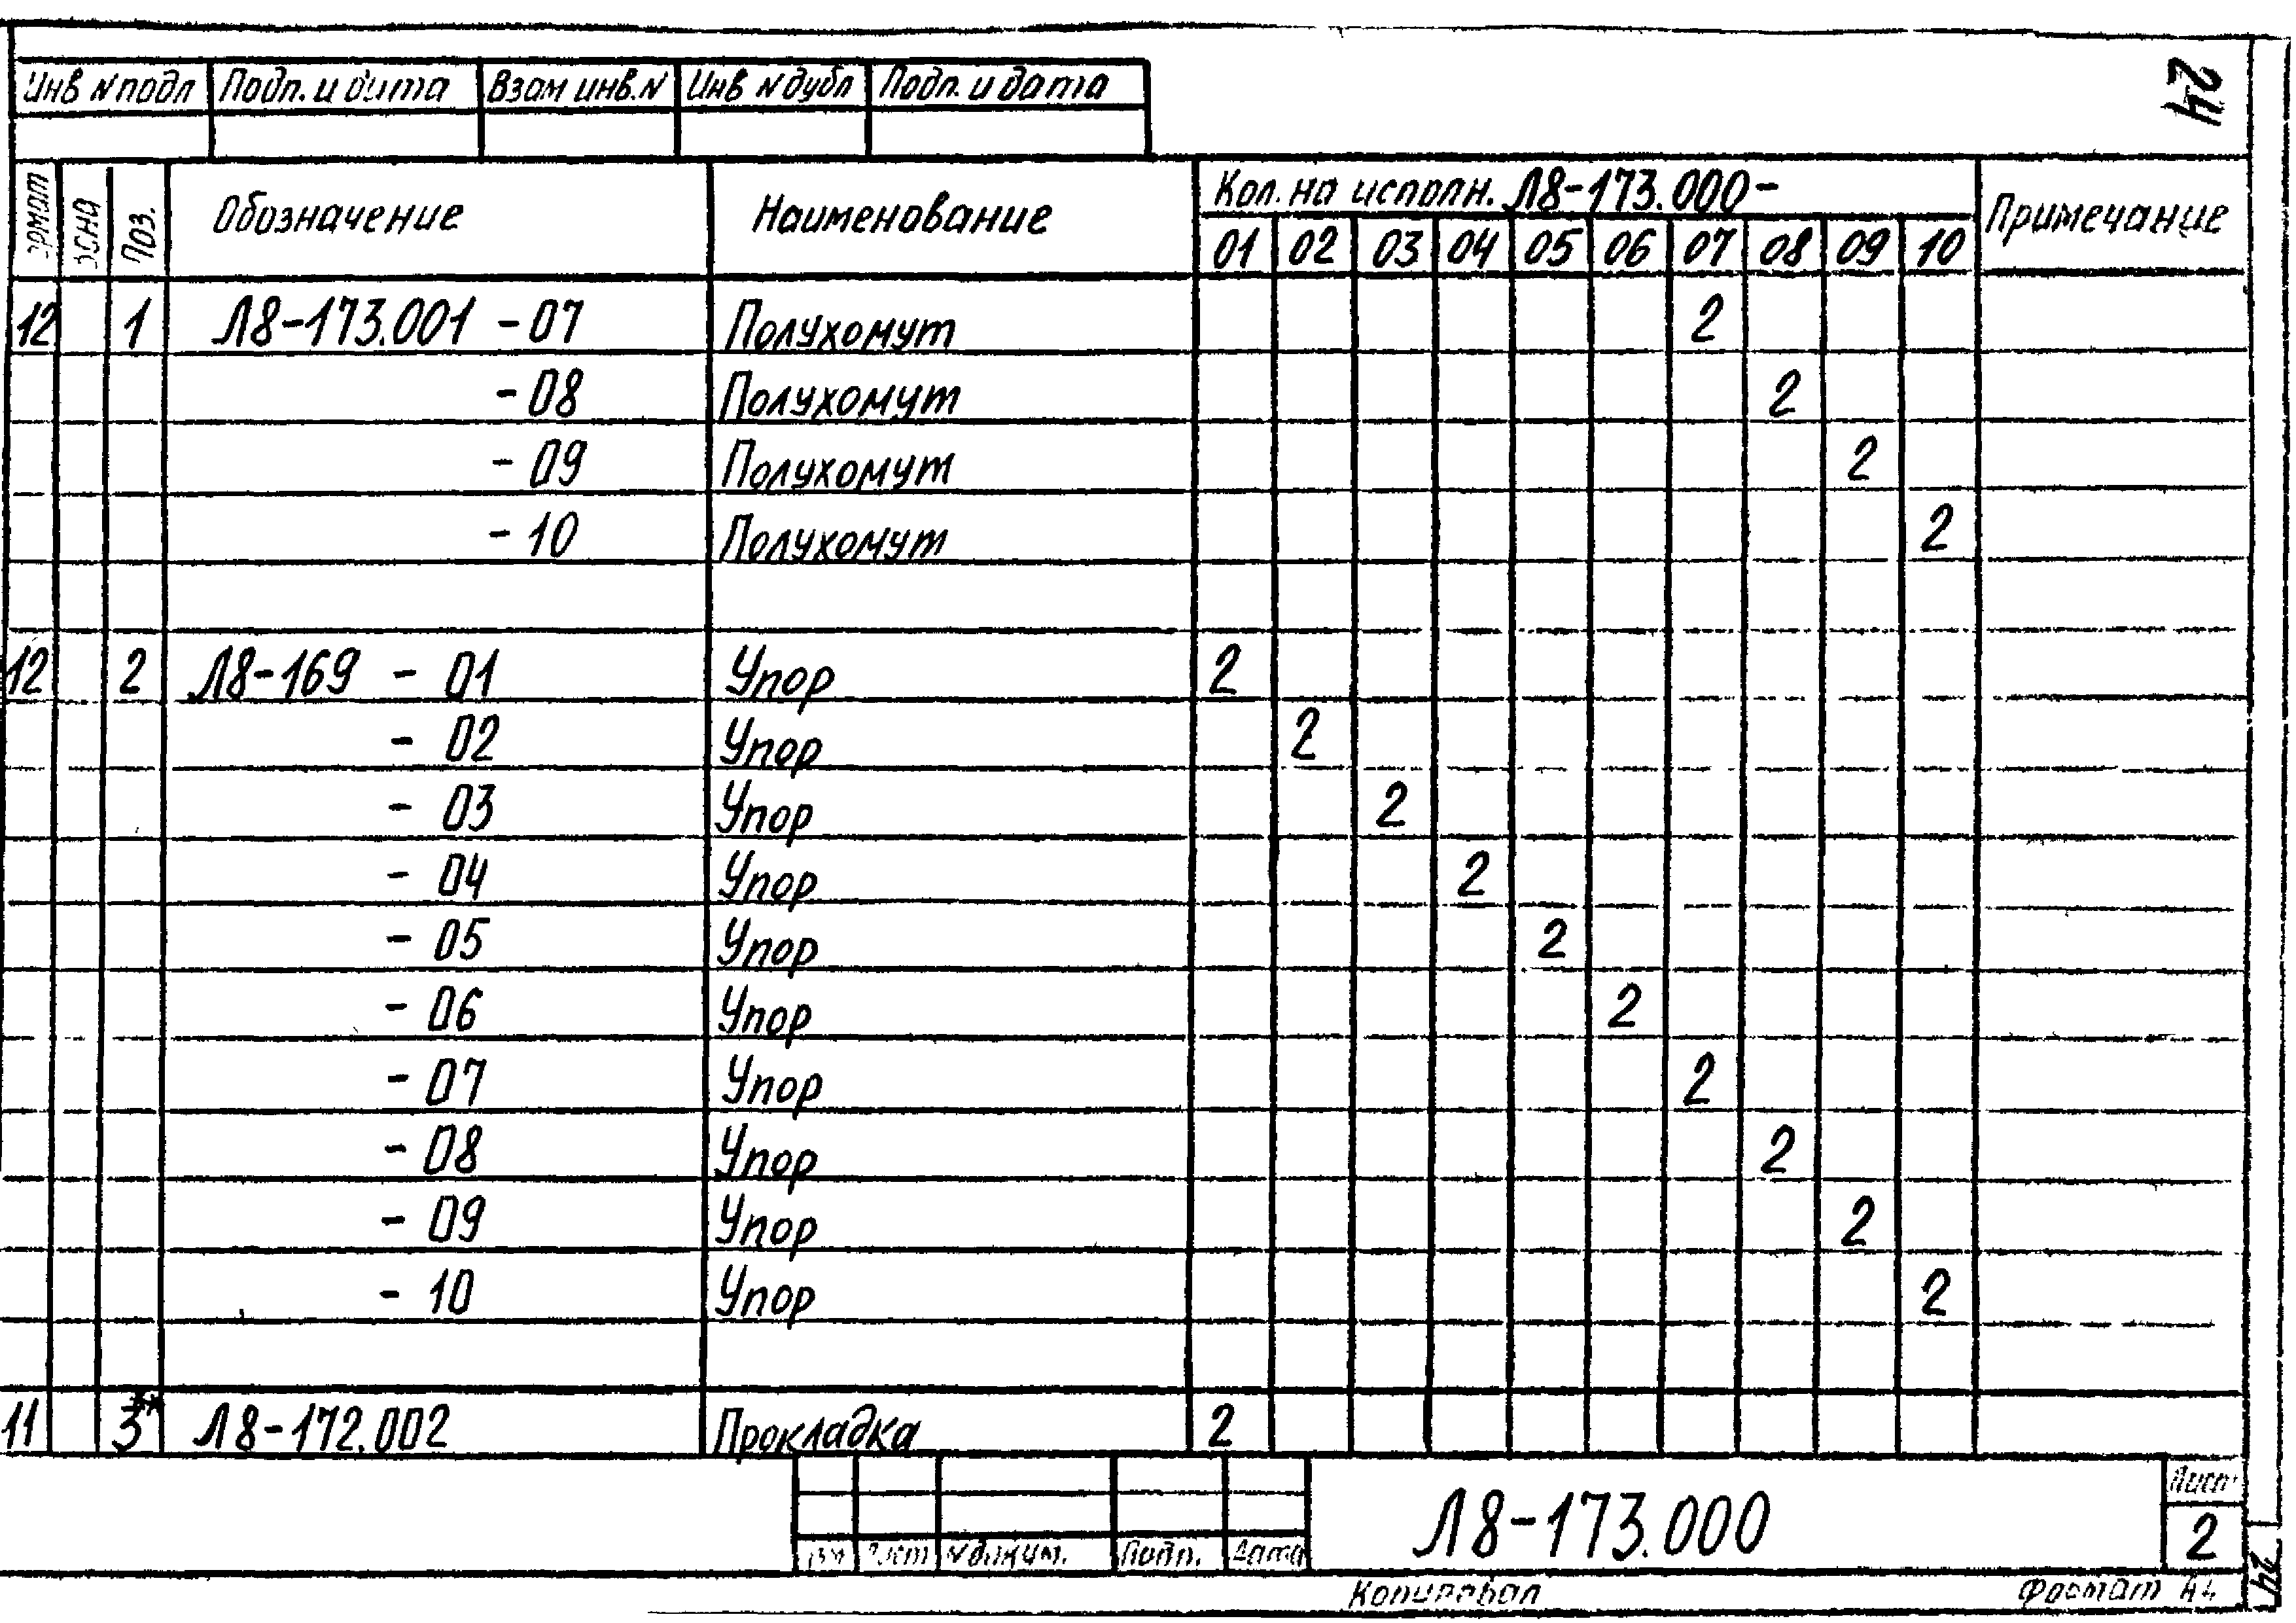 24
Инв № подл Подп. и дата Взам инв. № Инв № дубл Подп. и дата
Поз. Обозначение Наименование Кол. на исполн. Л8-173.000- Примечание
01 02 03 04 05 06 07 08 09 10
12 1 Л8-173.001 -07 Полухомут 2
-08 Полухомут 2
-09 Полухомут 2
-10 Полухомут 2
12 2 Л8-169 - 01 Упор 2
- 02 Упор 2
- 03 Упор 2
- 04 Упор 2
- 05 Упор 2
- 06 Упор 2
- 07 Упор 2
- 08 Упор 2
- 09 Упор 2
- 10 Упор 2
11 3** Л8-172.002 Прокладка 2
Лист
Л8-173.000
2
№ докум. Подп. Дата
Копировал Формат А4
24